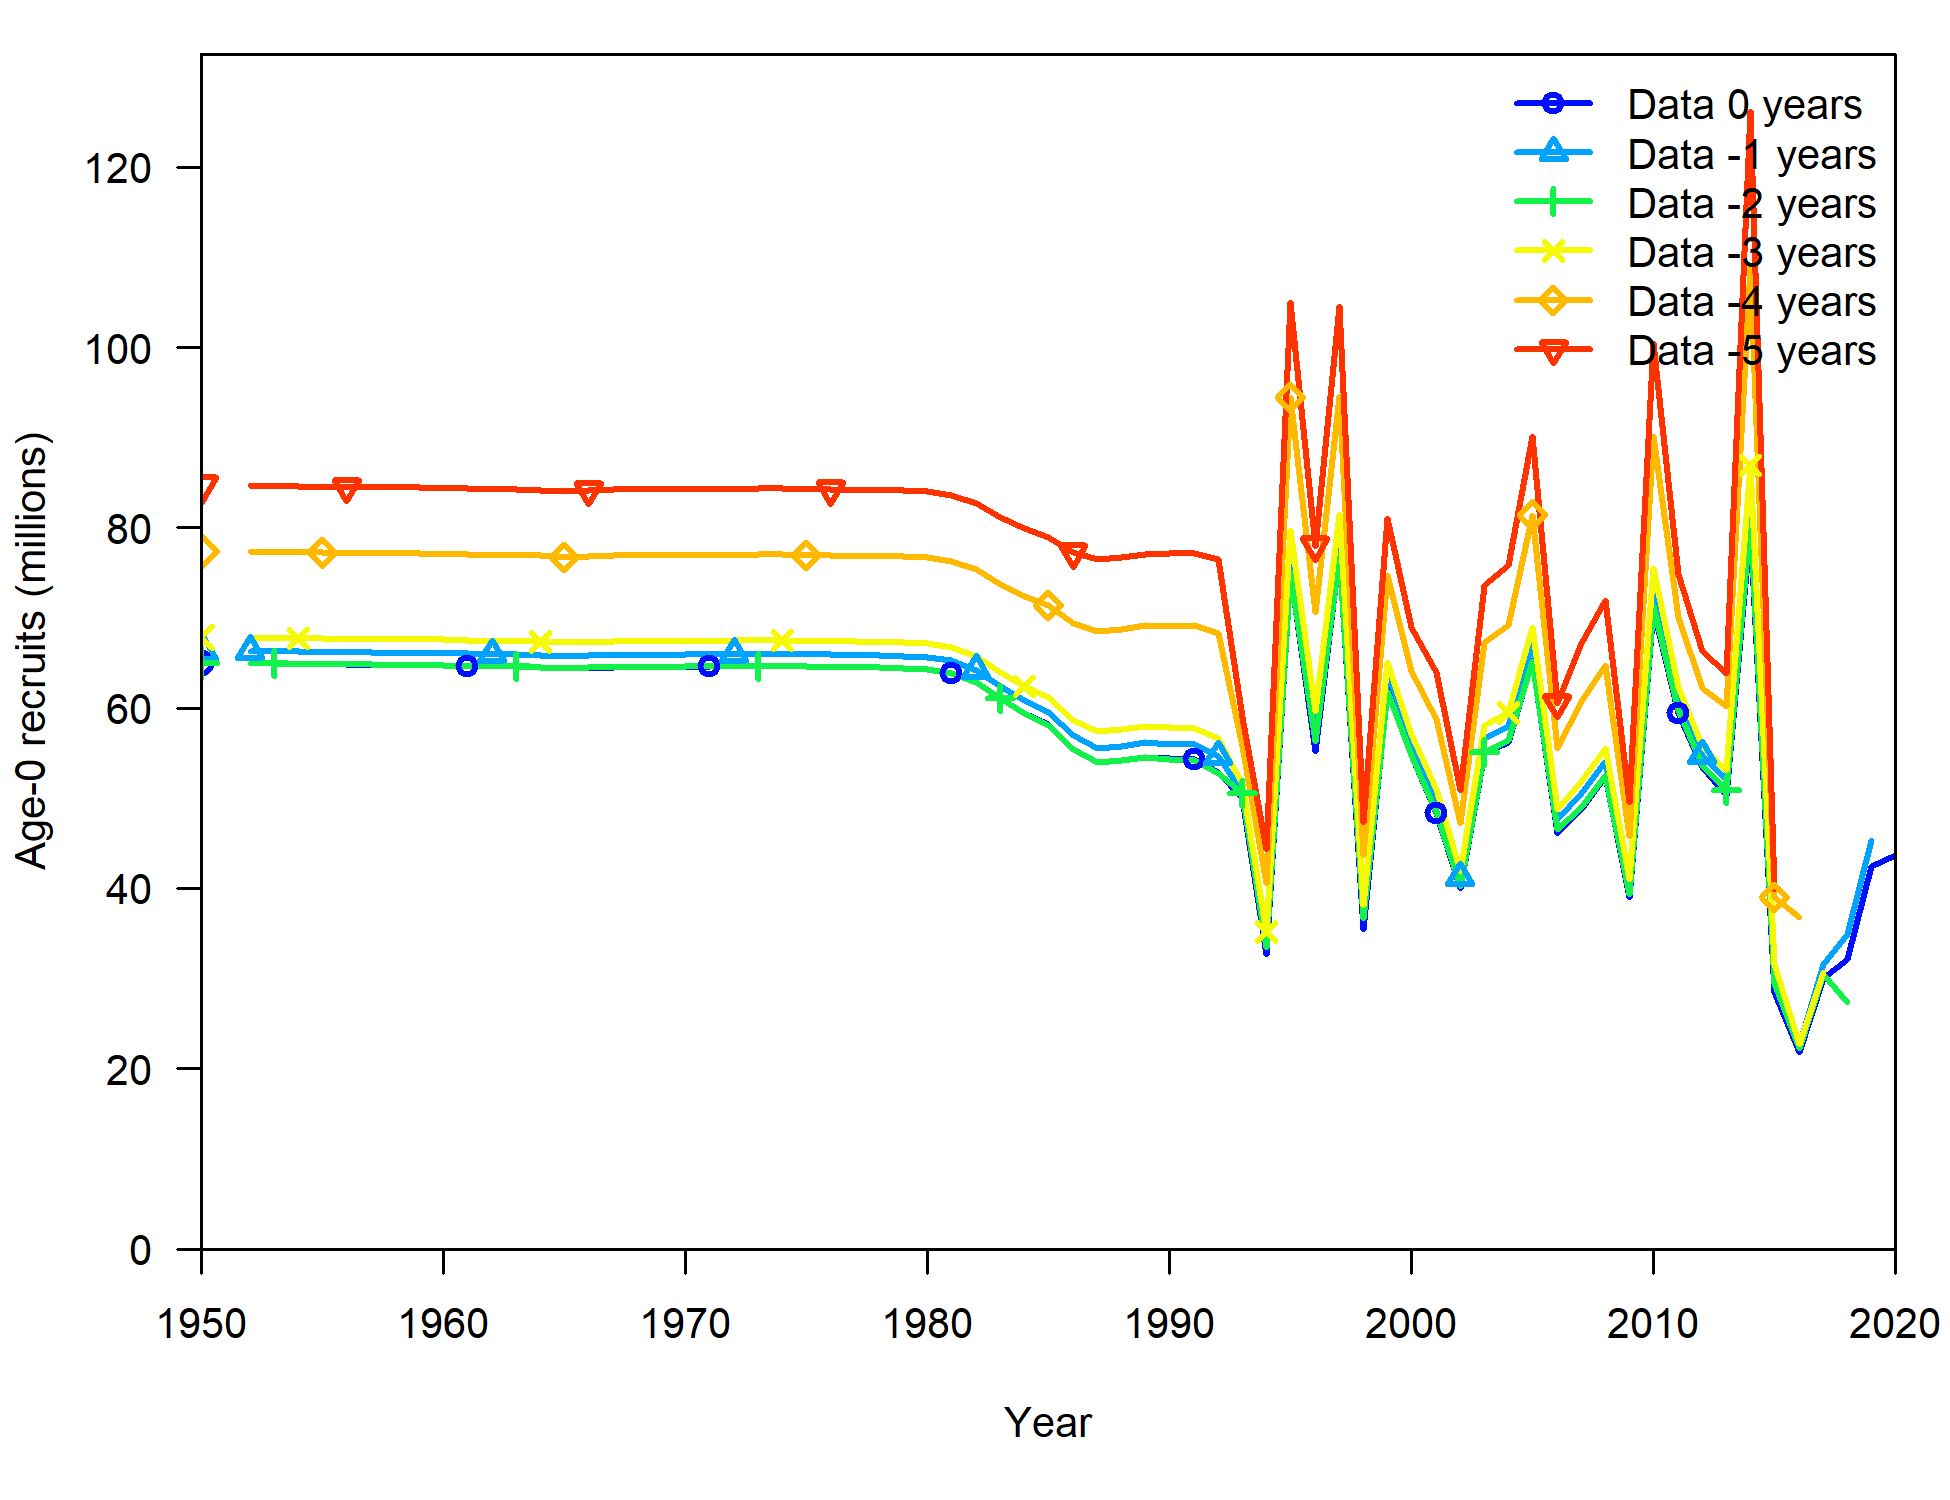 Data 0 years
Data -1 years
Data -2 years
Data -3 years
Data -4 years
Data -5 years
120
100
80
60
40
20
0
Age-0 recruits (millions)
1950 1960 1970 1980 1990 2000 2010 2020
Year